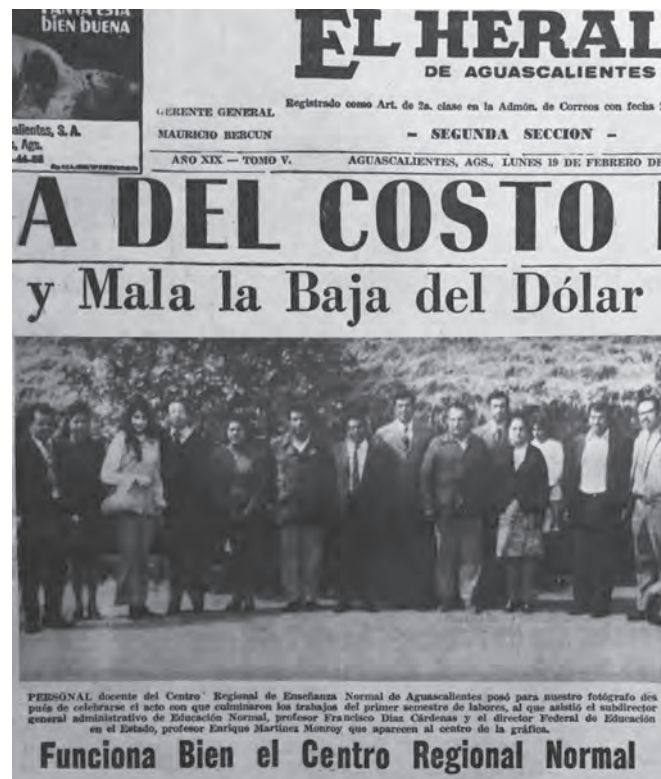 TANTA ESTA
bien BUENA
alientes, S. A.
, Ags.
EL HERAL
DE AGUASCALIENTES
GERENTE GENERAL
MAURICIO BERCUN
Registrado como Art. de 2a. clase en la Admón. de Correos con fecha
- SEGUNDA SECCION -
AÑO XIX — TOMO V. AGUASCALIENTES, AGS., LUNES 19 DE FEBRERO DE
A DEL COSTO
y Mala la Baja del Dólar
PERSONAL docente del Centro Regional de Enseñanza Normal de Aguascalientes posó para nuestro fotógrafo des
pués de celebrarse el acto con que culminaron los trabajos del primer semestre de labores, al que asistió el subdirector
general administrativo de Educación Normal, profesor Francisco Díaz Cárdenas y el director Federal de Educación
en el Estado, profesor Enrique Martínez Monroy que aparecen al centro de la gráfica.
Funciona Bien el Centro Regional Normal